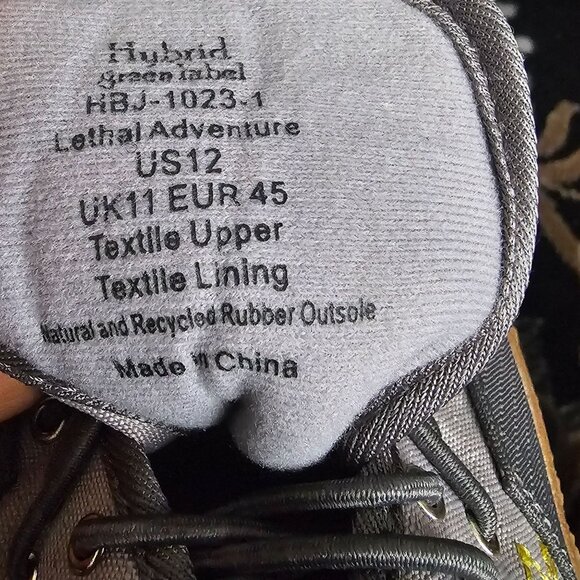 Hybrid
green label
HBJ-1023-1
Lethal Adventure
US12
UK11 EUR 45
Textile Upper
Textile Lining
Natural and Recycled Rubber Outsole
Made in China